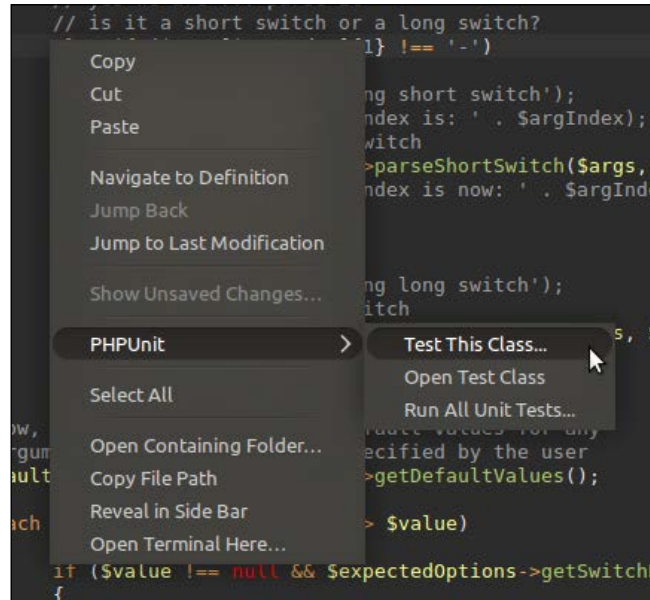 // is it a short switch or a long switch?
1} !== '-')
Copy
Cut
ng short switch');
ndex is: ' . $argIndex);
Paste
witch
>parseShortSwitch($args,
Navigate to Definition
ndex is now: ' . $argInd
Jump Back
Jump to Last Modification
ng long switch');
Show Unsaved Changes...
itch
PHPUnit
Test This Class...
s,
Open Test Class
Select All
Run All Unit Tests...
ow,
Open Containing Folder...
rgum
ecified by the user
ault
Copy File Path
>getDefaultValues();
Reveal in Side Bar
ach
> $value)
Open Terminal Here...
if ($value !== null && $expectedOptions->getSwitch
{